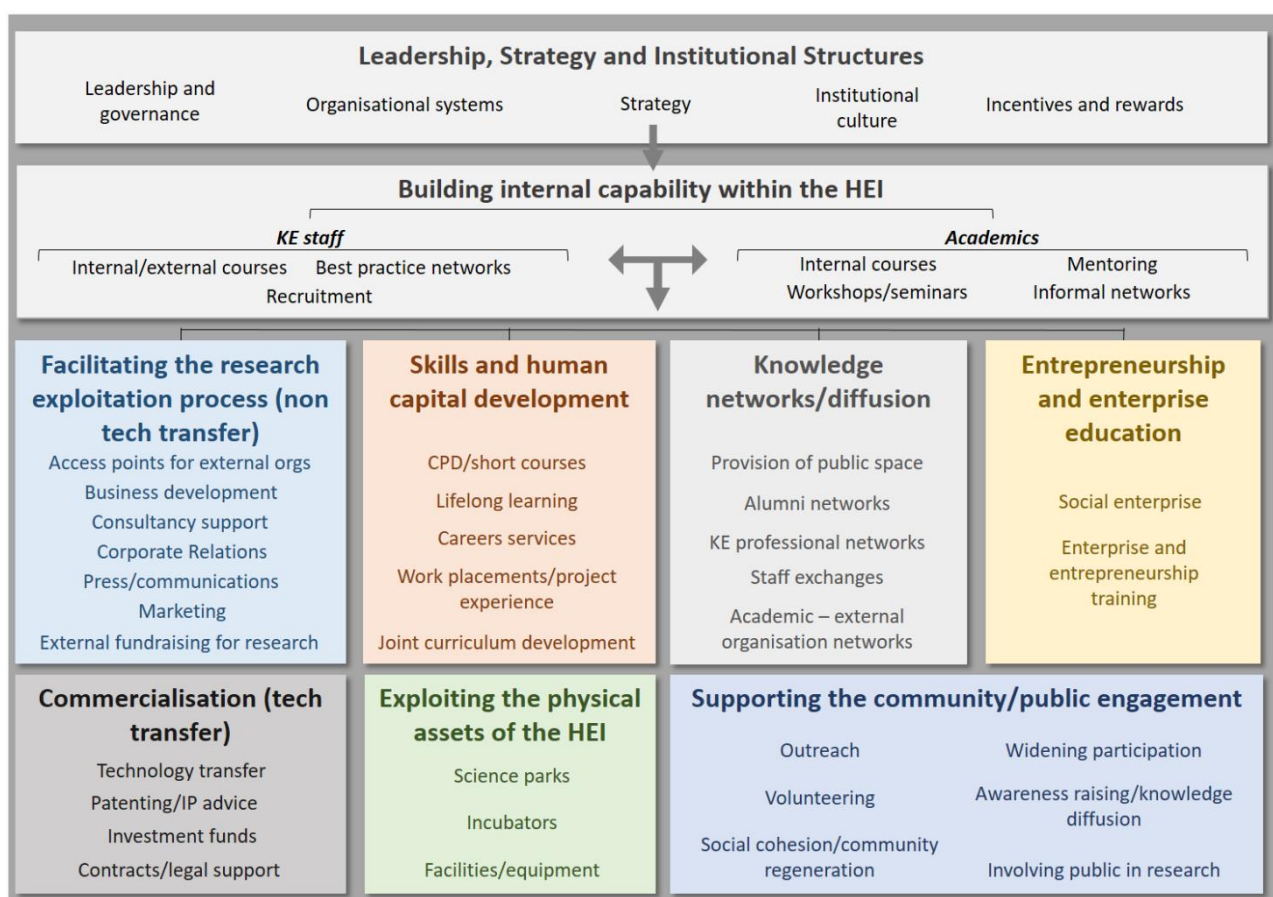 Leadership, Strategy and Institutional Structures
Leadership and
governance
Organisational systems
Strategy
Institutional
culture
Incentives and rewards
Building internal capability within the HEI
KE staff
Internal/external courses
Best practice networks
Recruitment
Academics
Internal courses
Mentoring
Workshops/seminars
Informal networks
Facilitating the research
exploitation process (non
tech transfer)
Access points for external orgs
Business development
Consultancy support
Corporate Relations
Press/communications
Marketing
External fundraising for research
Skills and human
capital development
CPD/short courses
Lifelong learning
Careers services
Work placements/project
experience
Joint curriculum development
Knowledge
networks/diffusion
Provision of public space
Alumni networks
KE professional networks
Staff exchanges
Academic – external
organisation networks
Entrepreneurship
and enterprise
education
Social enterprise
Enterprise and
entrepreneurship
training
Commercialisation (tech
transfer)
Technology transfer
Patenting/IP advice
Investment funds
Contracts/legal support
Exploiting the physical
assets of the HEI
Science parks
Incubators
Facilities/equipment
Supporting the community/public engagement
Outreach
Volunteering
Social cohesion/community
regeneration
Widening participation
Awareness raising/knowledge
diffusion
Involving public in research